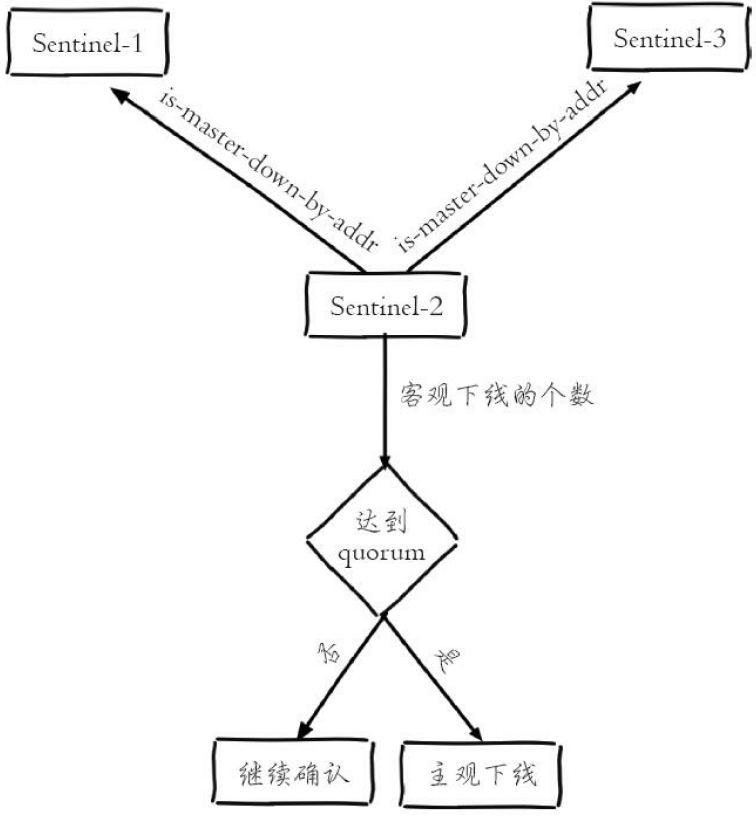 Sentinel-1
Sentinel-3
is-master-down-by-addr
is-master-down-by-addr
Sentinel-2
客观下线的个数
达到
quorum
否
是
继续确认
主观下线